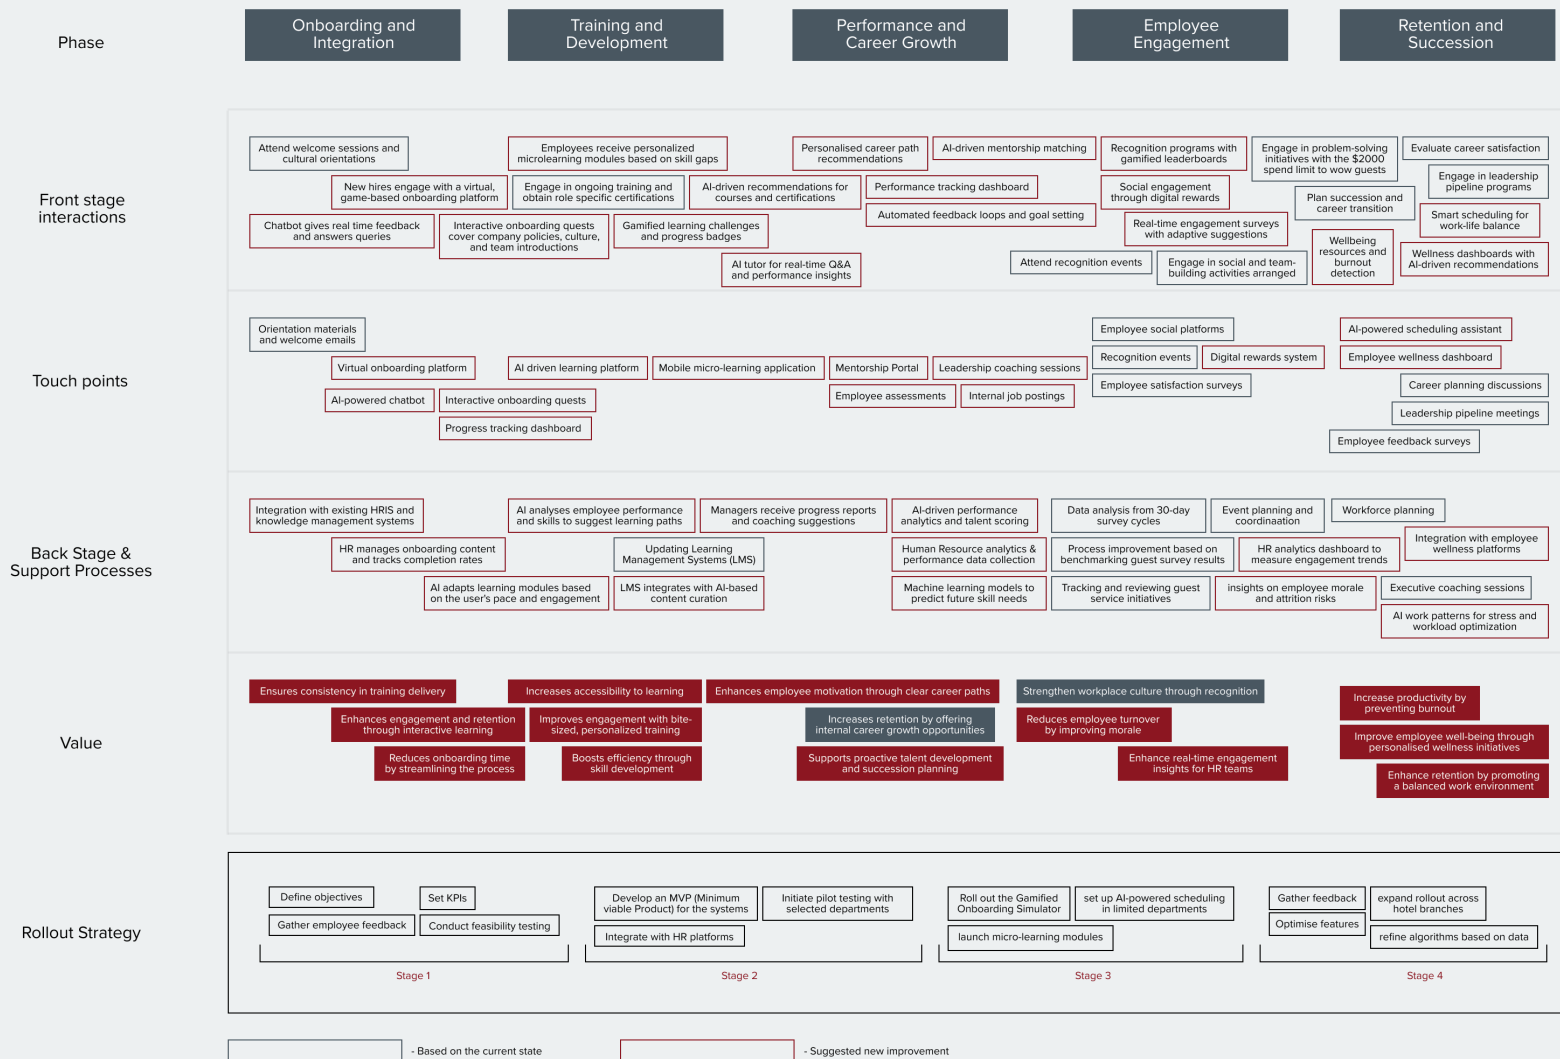 Phase
Onboarding and
Integration
Training and
Development
Performance and
Career Growth
Employee
Engagement
Retention and
Succession
Front stage
interactions
Attend welcome sessions and
cultural orientations
New hires engage with a virtual,
game-based onboarding platform
Chatbot gives real time feedback
and answers queries
Interactive onboarding quests
cover company policies, culture,
and team introductions
Employees receive personalized
microlearning modules based on skill gaps
Engage in ongoing training and
obtain role specific certifications
AI-driven recommendations for
courses and certifications
Gamified learning challenges
and progress badges
AI tutor for real-time Q&A
and performance insights
Personalised career path
recommendations
AI-driven mentorship matching
Performance tracking dashboard
Automated feedback loops and goal setting
Attend recognition events
Recognition programs with
gamified leaderboards
Social engagement
through digital rewards
Real-time engagement surveys
with adaptive suggestions
Engage in social and team-
building activities arranged
Engage in problem-solving
initiatives with the $2000
spend limit to wow guests
Plan succession and
career transition
Wellbeing
resources and
burnout
detection
Evaluate career satisfaction
Engage in leadership
pipeline programs
Smart scheduling for
work-life balance
Wellness dashboards with
AI-driven recommendations
Touch points
Orientation materials
and welcome emails
Virtual onboarding platform
AI-powered chatbot
Interactive onboarding quests
Progress tracking dashboard
AI driven learning platform
Mobile micro-learning application
Mentorship Portal
Leadership coaching sessions
Employee assessments
Internal job postings
Employee social platforms
Recognition events
Digital rewards system
Employee satisfaction surveys
AI-powered scheduling assistant
Employee wellness dashboard
Career planning discussions
Leadership pipeline meetings
Employee feedback surveys
Back Stage &
Support Processes
Integration with existing HRIS and
knowledge management systems
HR manages onboarding content
and tracks completion rates
AI adapts learning modules based
on the user's pace and engagement
AI analyses employee performance
and skills to suggest learning paths
Managers receive progress reports
and coaching suggestions
Updating Learning
Management Systems (LMS)
LMS integrates with AI-based
content curation
AI-driven performance
analytics and talent scoring
Human Resource analytics &
performance data collection
Machine learning models to
predict future skill needs
Data analysis from 30-day
survey cycles
Event planning and
coordinaation
Process improvement based on
benchmarking guest survey results
HR analytics dashboard to
measure engagement trends
Tracking and reviewing guest
service initiatives
insights on employee morale
and attrition risks
Workforce planning
Integration with employee
wellness platforms
Executive coaching sessions
AI work patterns for stress and
workload optimization
Value
Ensures consistency in training delivery
Enhances engagement and retention
through interactive learning
Reduces onboarding time
by streamlining the process
Increases accessibility to learning
Improves engagement with bite-
sized, personalized training
Boosts efficiency through
skill development
Enhances employee motivation through clear career paths
Increases retention by offering
internal career growth opportunities
Supports proactive talent development
and succession planning
Strengthen workplace culture through recognition
Reduces employee turnover
by improving morale
Enhance real-time engagement
insights for HR teams
Increase productivity by
preventing burnout
Improve employee well-being through
personalised wellness initiatives
Enhance retention by promoting
a balanced work environment
Rollout Strategy
Define objectives
Set KPIs
Gather employee feedback
Conduct feasibility testing
Stage 1
Develop an MVP (Minimum
viable Product) for the systems
Initiate pilot testing with
selected departments
Integrate with HR platforms
Stage 2
Roll out the Gamified
Onboarding Simulator
set up AI-powered scheduling
in limited departments
launch micro-learning modules
Stage 3
Gather feedback
expand rollout across
hotel branches
Optimise features
refine algorithms based on data
Stage 4
- Based on the current state
- Suggested new improvement